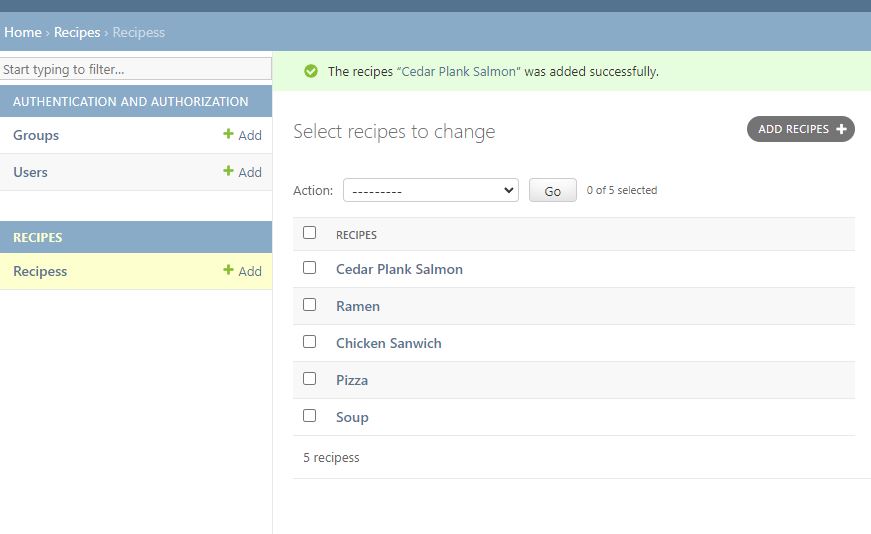 Home › Recipes › Recipess
Start typing to filter...
AUTHENTICATION AND AUTHORIZATION
Groups + Add
Users + Add
RECIPES
Recipess + Add
The recipes “Cedar Plank Salmon” was added successfully.
Select recipes to change
ADD RECIPES +
Action: --------- Go 0 of 5 selected
RECIPES
Cedar Plank Salmon
Ramen
Chicken Sanwich
Pizza
Soup
5 recipess